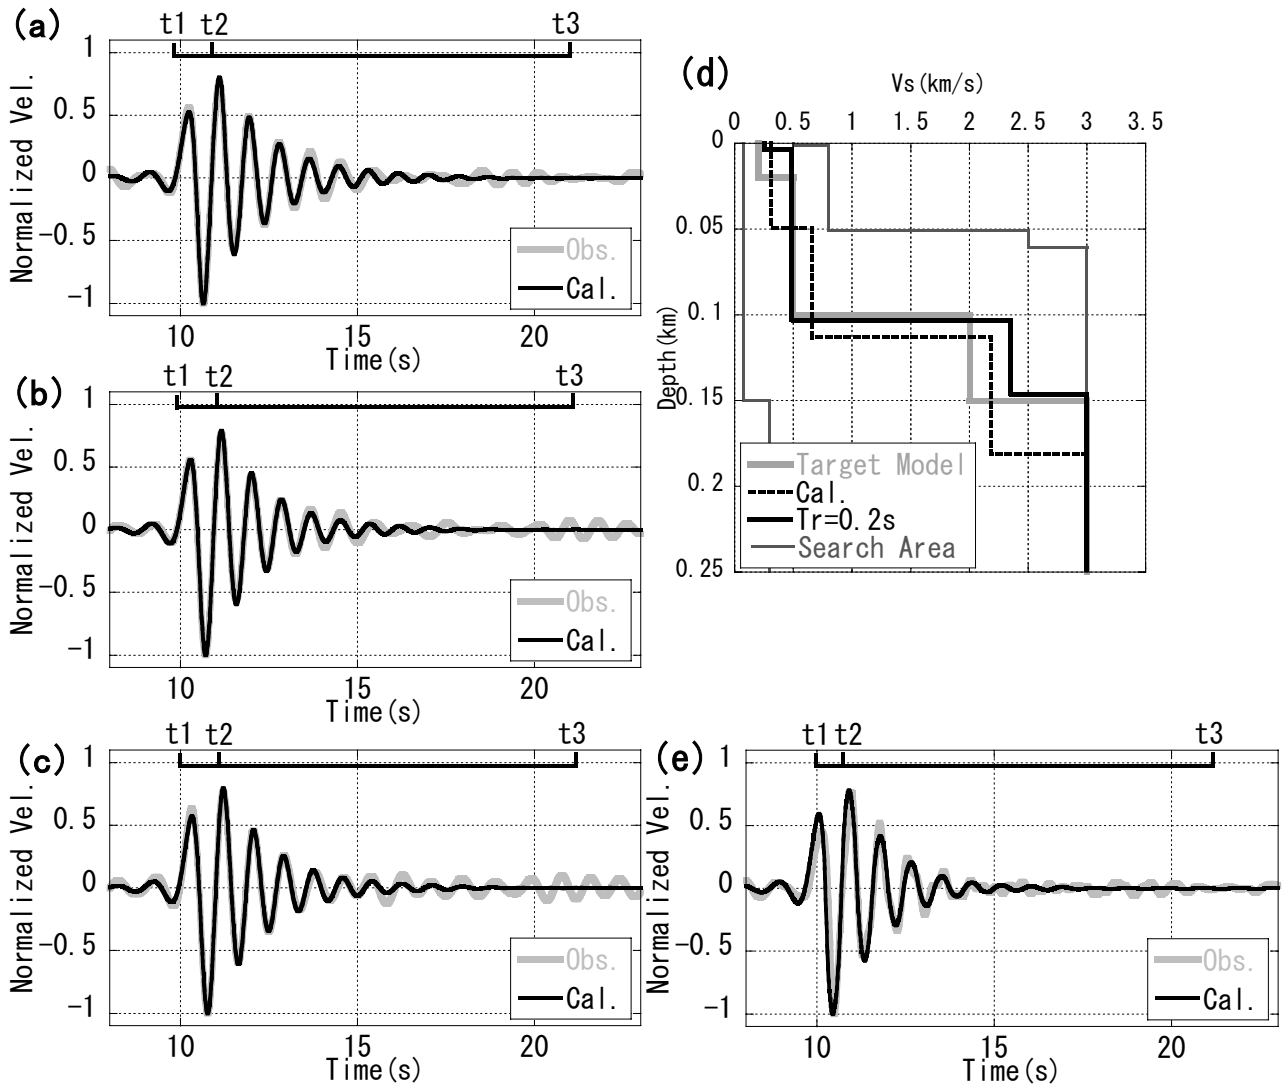 (a)
t1 t2 t3
Normalized Vel.
1
0.5
0
-0.5
-1
Obs.
Cal.
10 15 20
Time(s)
(b)
t1 t2 t3
Normalized Vel.
1
0.5
0
-0.5
-1
Obs.
Cal.
10 15 20
Time(s)
(c)
t1 t2 t3
Normalized Vel.
1
0.5
0
-0.5
-1
Obs.
Cal.
10 15 20
Time(s)
(d)
Vs(km/s)
0 0.5 1 1.5 2 2.5 3 3.5
Depth(km)
0
0.05
0.1
0.15
0.2
0.25
Target Model
Cal.
Tr=0.2s
Search Area
(e)
t1 t2 t3
Normalized Vel.
1
0.5
0
-0.5
-1
Obs.
Cal.
10 15 20
Time(s)